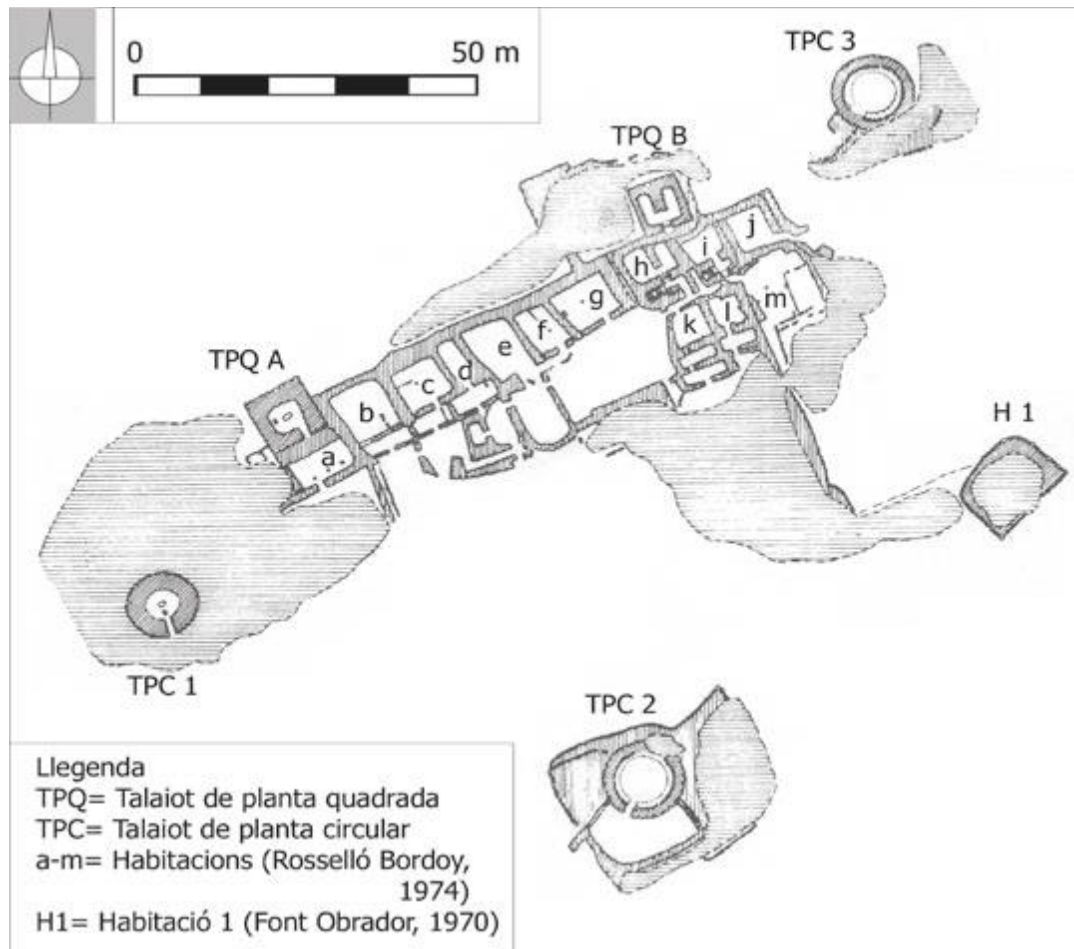 0 50 m
TPC 3
TPQ B
j
i
h
g
m
l
k
f
e
d
TPQ A
c
b
H 1
a
TPC 1
TPC 2
Llegenda
TPQ= Talaiot de planta quadrada
TPC= Talaiot de planta circular
a-m= Habitacions (Rosselló Bordoy,
1974)
H1= Habitació 1 (Font Obrador, 1970)